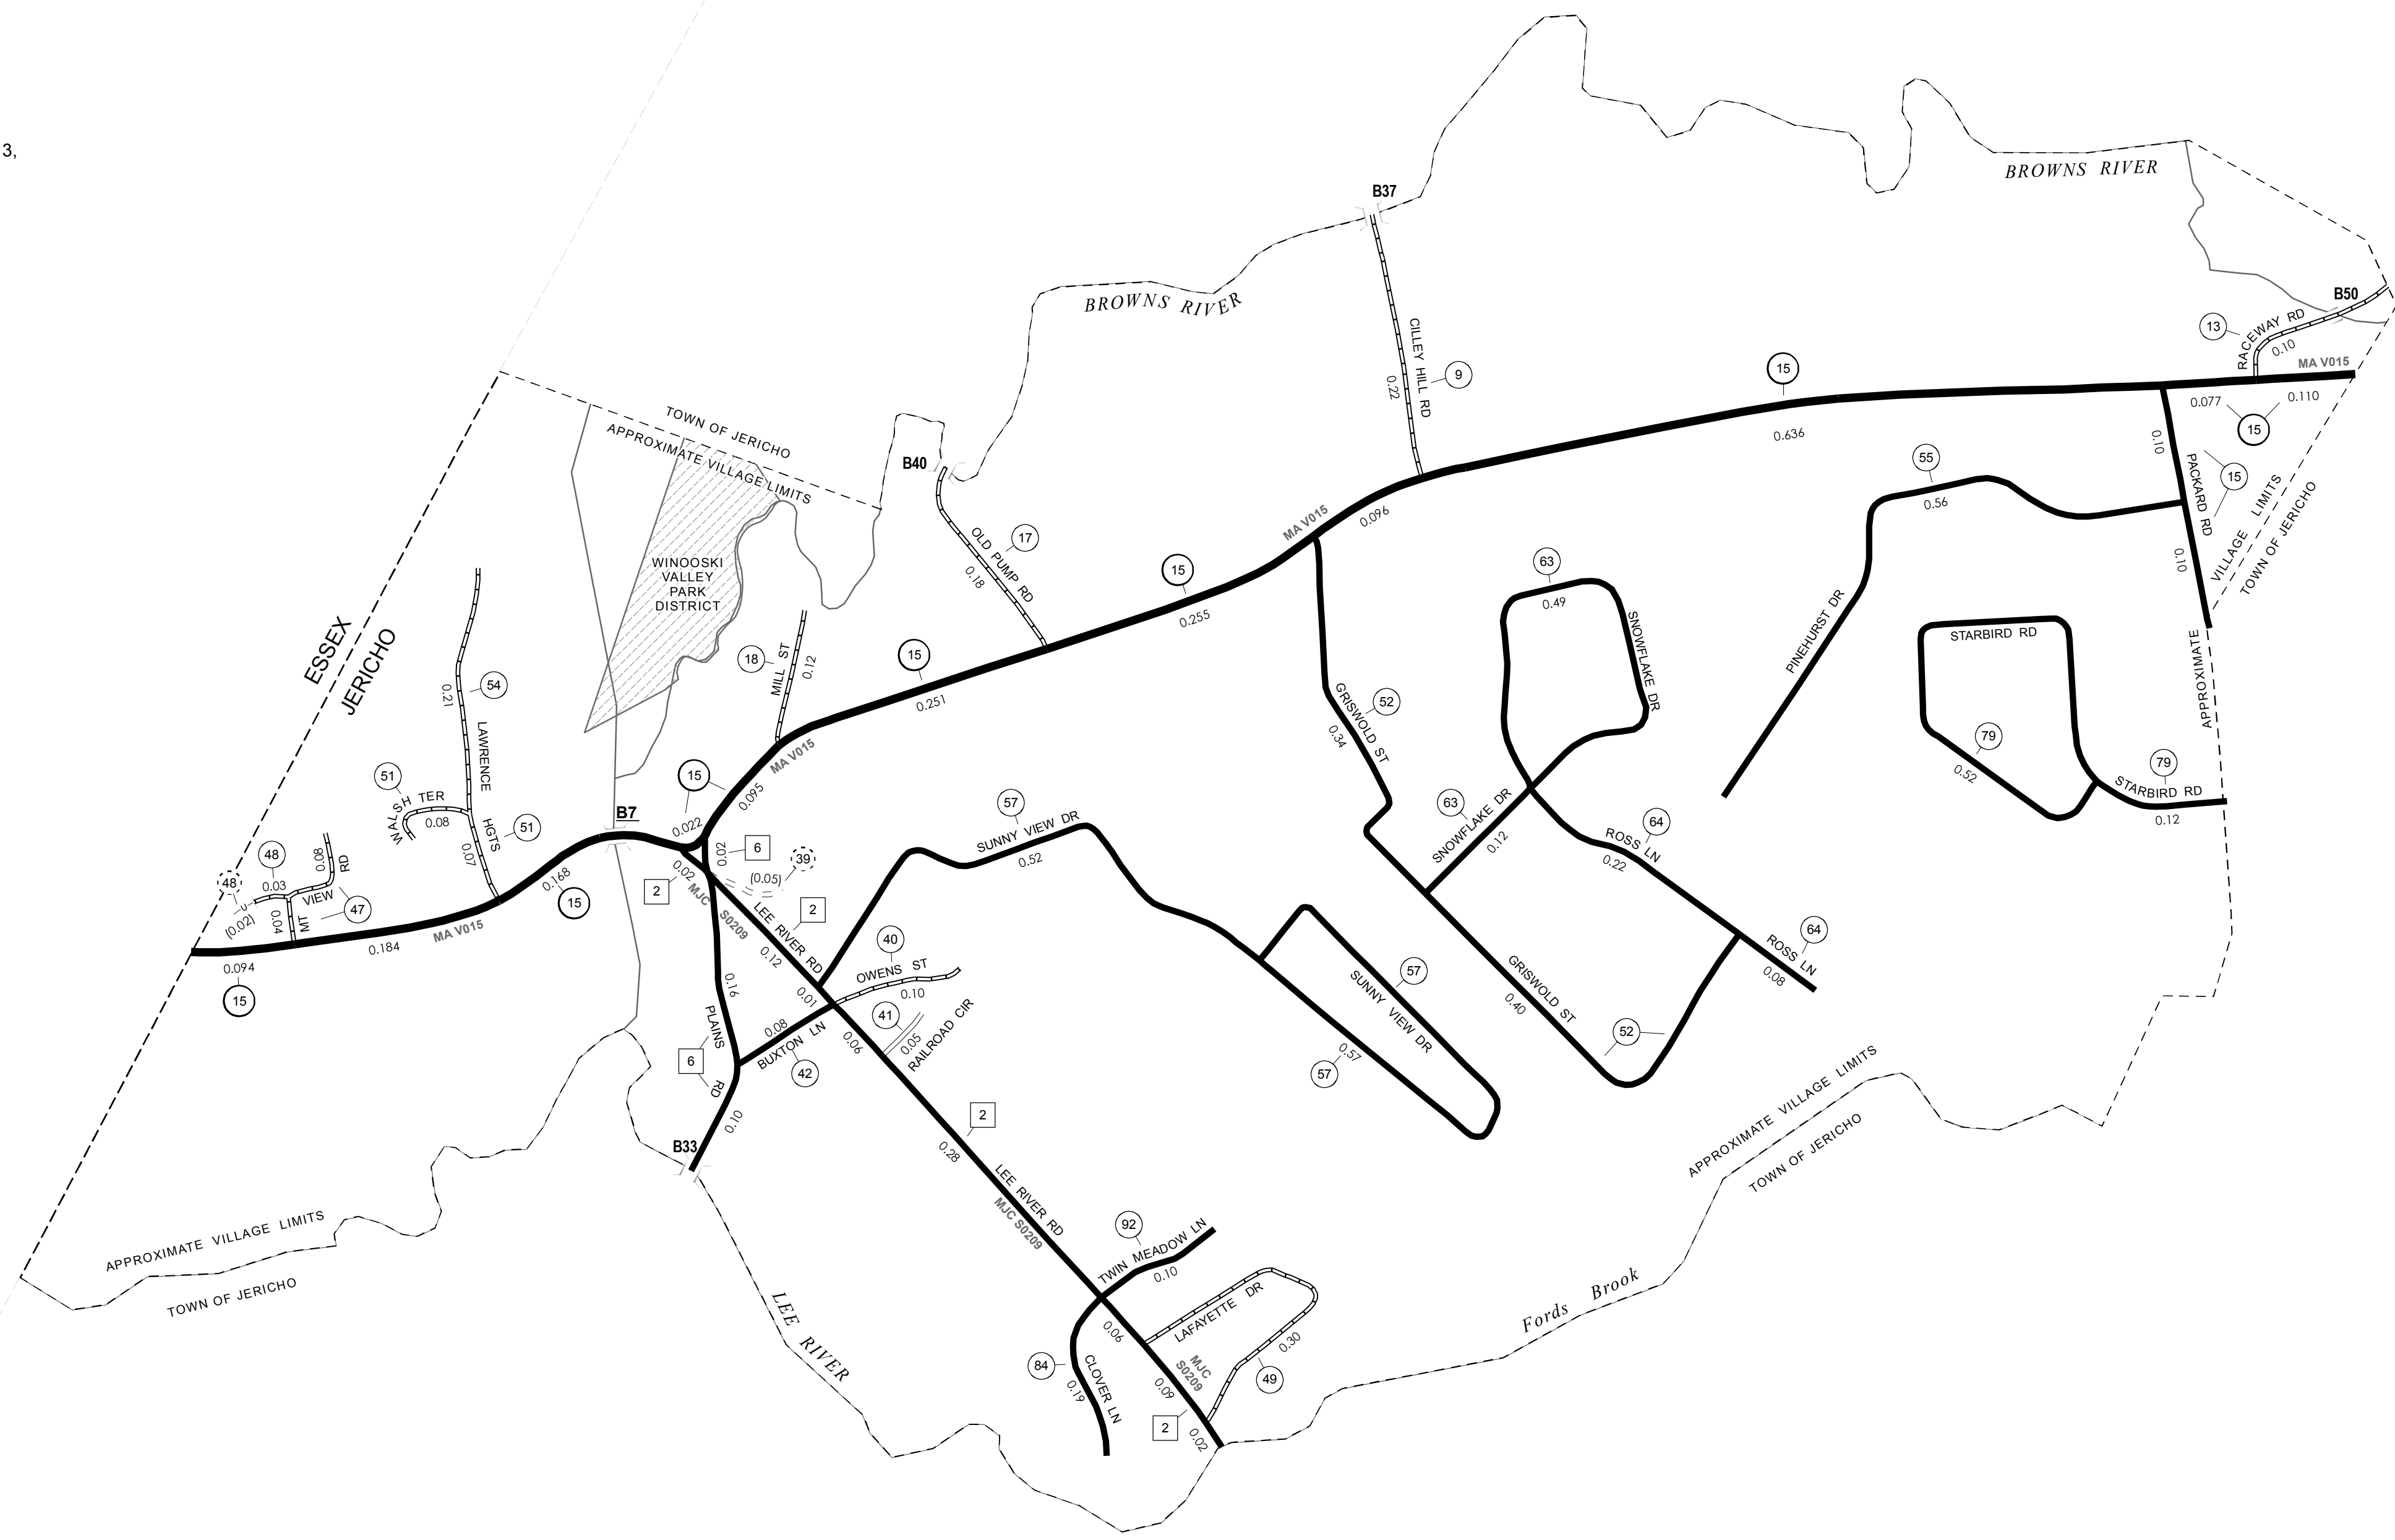 3,
BROWNS RIVER
B37
BROWNS RIVER
B50
13
RACEWAY RD
0.10
MA V015
CILLEY HILL RD
9
0.22
15
0.636
0.077
0.110
15
TOWN OF JERICHO
APPROXIMATE VILLAGE LIMITS
B40
0.10
PACKARD RD
15
0.10
55
0.56
VILLAGE LIMITS
TOWN OF JERICHO
MA V015
0.096
OLD PUMP RD
17
0.18
WINOOSKI
VALLEY
PARK
DISTRICT
15
0.255
63
0.49
SNOWFLAKE DR
PINEHURST DR
STARBIRD RD
APPROXIMATE
ESSEX
JERICHO
18
MILL ST
0.12
15
0.251
54
0.21
LAWRENCE
HGTS
GRISWOLD ST
52
0.34
79
0.52
79
STARBIRD RD
0.12
51
WALSH TER
0.08
51
0.07
B7
15
0.022
0.095
MA V015
57
SUNNY VIEW DR
0.52
63
SNOWFLAKE DR
0.12
64
ROSS LN
0.22
6
0.02
39
(0.05)
2
0.02
MJC S0209
48
0.03
0.08
48
(0.02)
0.04
MT
VIEW
RD
47
0.168
15
MA V015
0.184
0.094
15
2
LEE RIVER RD
0.12
40
OWENS ST
0.10
0.01
0.16
PLAINS
RD
6
0.08
BUXTON LN
42
0.06
41
0.05
RAILROAD CIR
0.10
B33
57
SUNNY VIEW DR
0.57
57
GRISWOLD ST
0.40
52
64
ROSS LN
0.08
2
0.28
LEE RIVER RD
MJC S0209
APPROXIMATE VILLAGE LIMITS
TOWN OF JERICHO
APPROXIMATE VILLAGE LIMITS
TOWN OF JERICHO
92
TWIN MEADOW LN
0.10
LEE RIVER
0.06
LAFAYETTE DR
0.30
49
84
CLOVER LN
0.19
MJC
S0209
0.09
2
0.02
Fords Brook